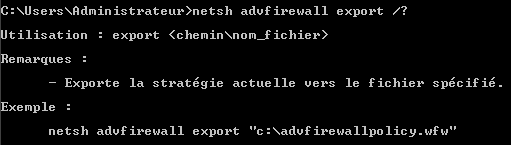 C:\Users\Administrateur>netsh advfirewall export /?
Utilisation : export <chemin\nom_fichier>
Remarques :
- Exporte la stratégie actuelle vers le fichier spécifié.
Exemple :
netsh advfirewall export "c:\advfirewallpolicy.wfw"